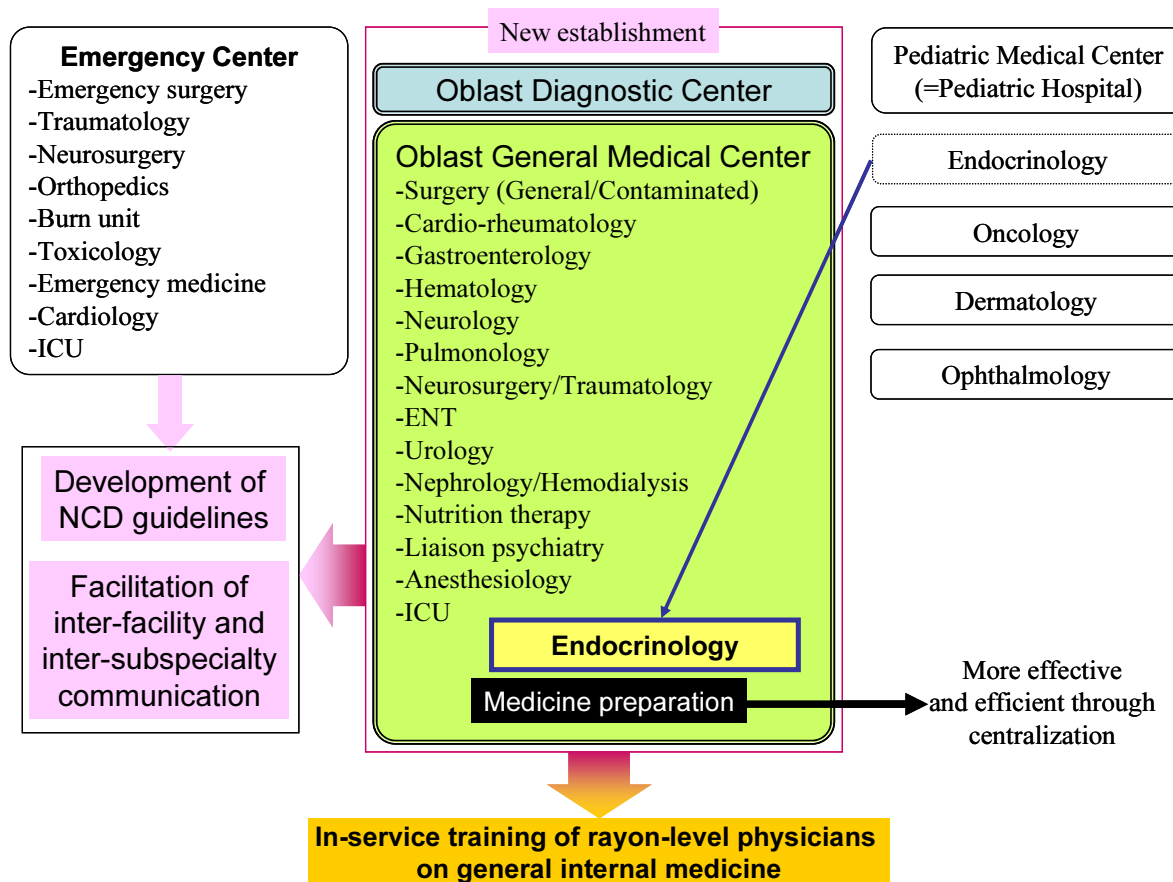 Emergency Center
-Emergency surgery
-Traumatology
-Neurosurgery
-Orthopedics
-Burn unit
-Toxicology
-Emergency medicine
-Cardiology
-ICU
Development of
NCD guidelines
Facilitation of
inter-facility and
inter-subspecialty
communication
New establishment
Oblast Diagnostic Center
Oblast General Medical Center
-Surgery (General/Contaminated)
-Cardio-rheumatology
-Gastroenterology
-Hematology
-Neurology
-Pulmonology
-Neurosurgery/Traumatology
-ENT
-Urology
-Nephrology/Hemodialysis
-Nutrition therapy
-Liaison psychiatry
-Anesthesiology
-ICU
Endocrinology
Medicine preparation
Pediatric Medical Center
(=Pediatric Hospital)
Endocrinology
Oncology
Dermatology
Ophthalmology
More effective
and efficient through
centralization
In-service training of rayon-level physicians
on general internal medicine